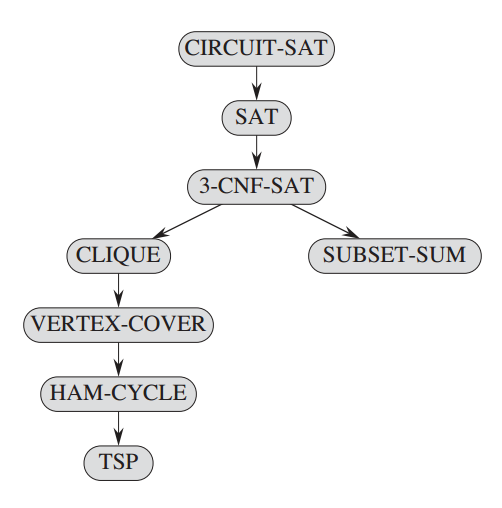 CIRCUIT-SAT
SAT
3-CNF-SAT
CLIQUE
SUBSET-SUM
VERTEX-COVER
HAM-CYCLE
TSP